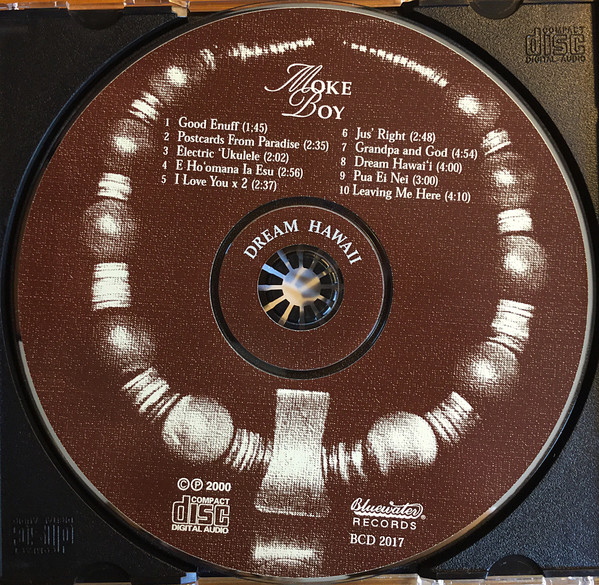 COMPACT
disc
DIGITAL AUDIO
MOKE
BOY
1 Good Enuff (1:45)
2 Postcards From Paradise (2:35)
3 Electric ‘Ukulele (2:02)
4 E Ho'omana Ia Esu (2:56)
5 I Love You x 2 (2:37)
6 Jus' Right (2:48)
7 Grandpa and God (4:54)
8 Dream Hawai‘i (4:00)
9 Pua Ei Nei (3:00)
10 Leaving Me Here (4:10)
DREAM HAWAII
© ℗ 2000
COMPACT
disc
DIGITAL AUDIO
Bluewater®
RECORDS
BCD 2017